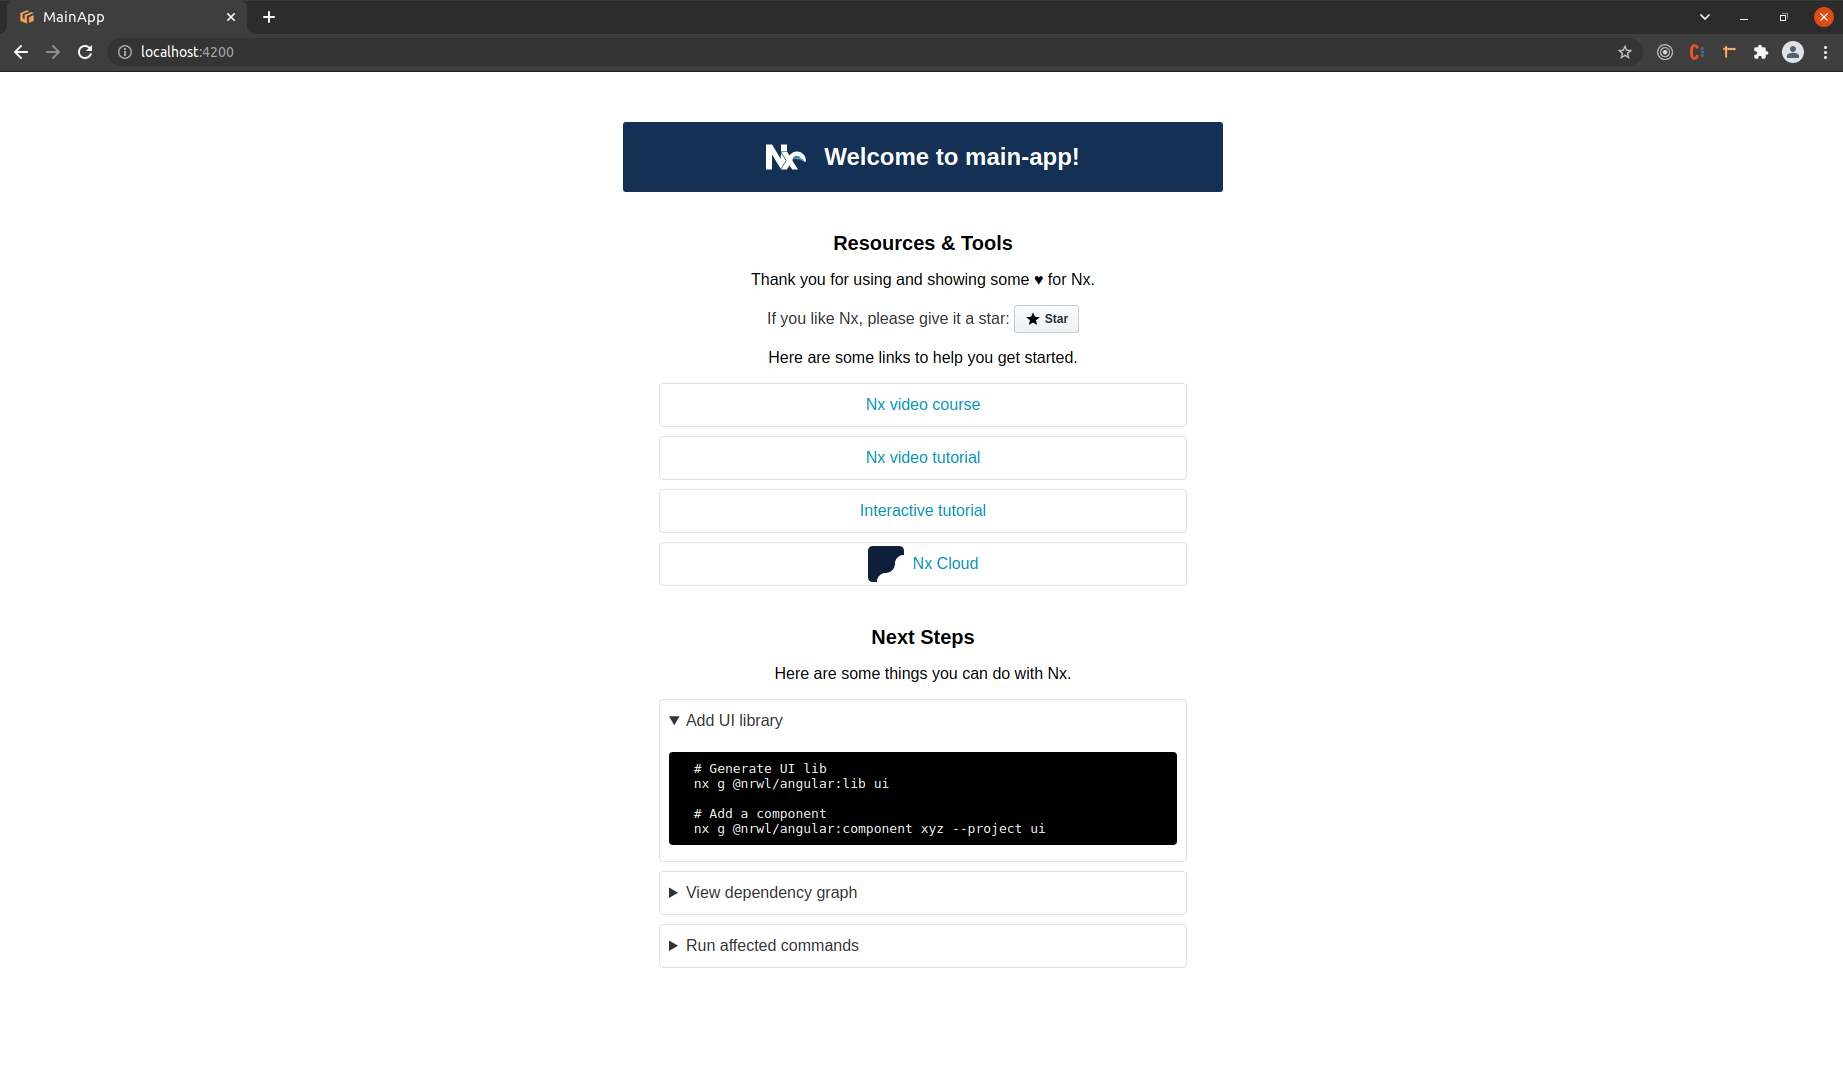 MainApp
localhost:4200
Nx Welcome to main-app!
Resources & Tools
Thank you for using and showing some ♥ for Nx.
If you like Nx, please give it a star: Star
Here are some links to help you get started.
Nx video course
Nx video tutorial
Interactive tutorial
Nx Cloud
Next Steps
Here are some things you can do with Nx.
Add UI library
# Generate UI lib
nx g @nrwl/angular:lib ui
# Add a component
nx g @nrwl/angular:component xyz --project ui
View dependency graph
Run affected commands